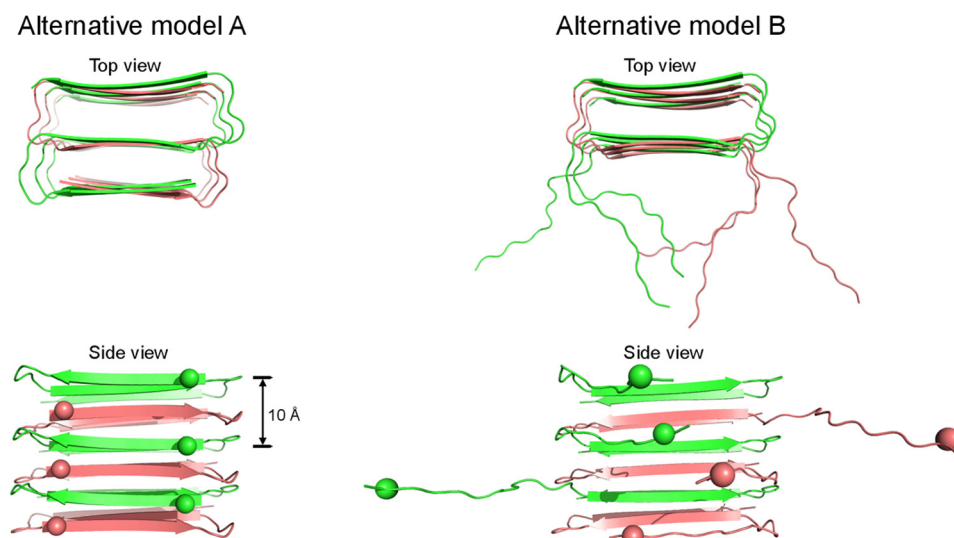 Alternative model A
Alternative model B
Top view
Top view
Side view
Side view
10 Å